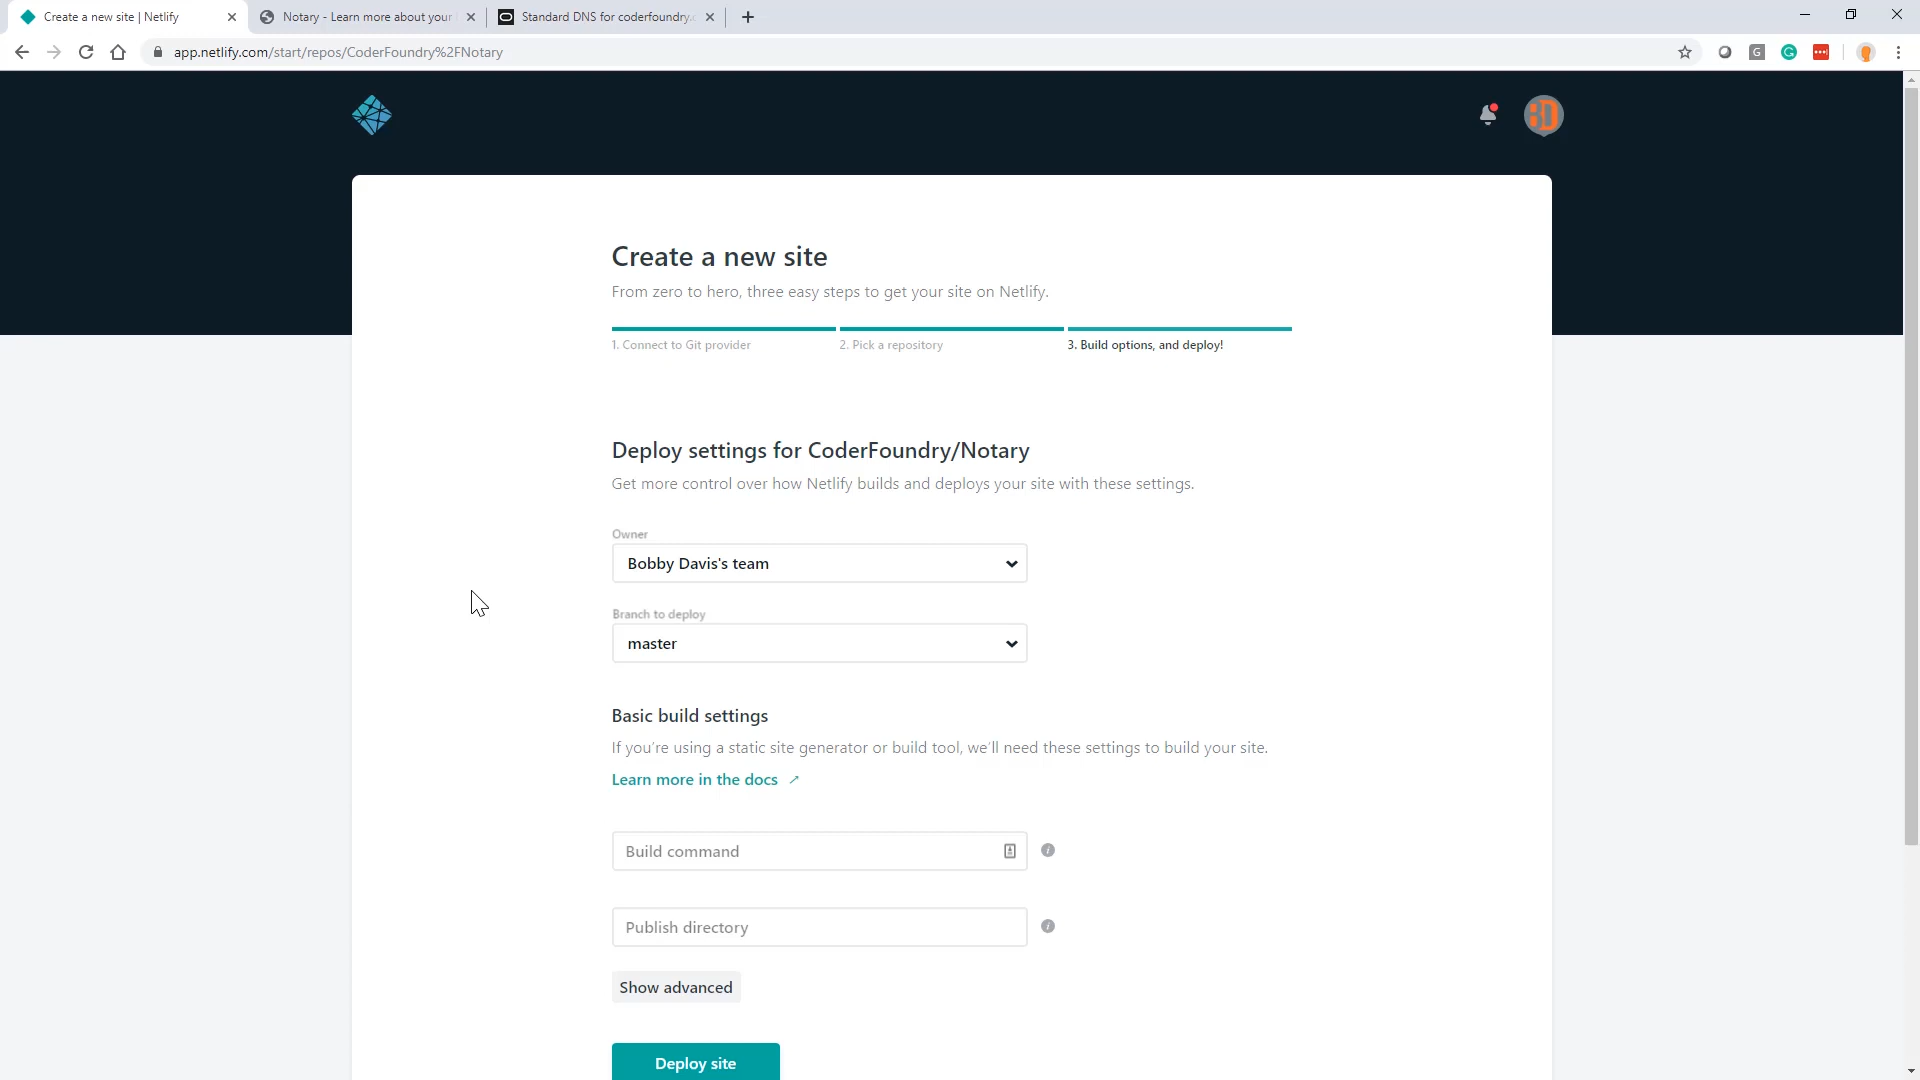 Create a new site | Netlify
Notary - Learn more about your
Standard DNS for coderfoundry.
app.netlify.com/start/repos/CoderFoundry%2FNotary
G
BD
Create a new site
From zero to hero, three easy steps to get your site on Netlify.
1. Connect to Git provider
2. Pick a repository
3. Build options, and deploy!
Deploy settings for CoderFoundry/Notary
Get more control over how Netlify builds and deploys your site with these settings.
Owner
Bobby Davis's team
Branch to deploy
master
Basic build settings
If you're using a static site generator or build tool, we'll need these settings to build your site.
Learn more in the docs
Build command
Publish directory
Show advanced
Deploy site